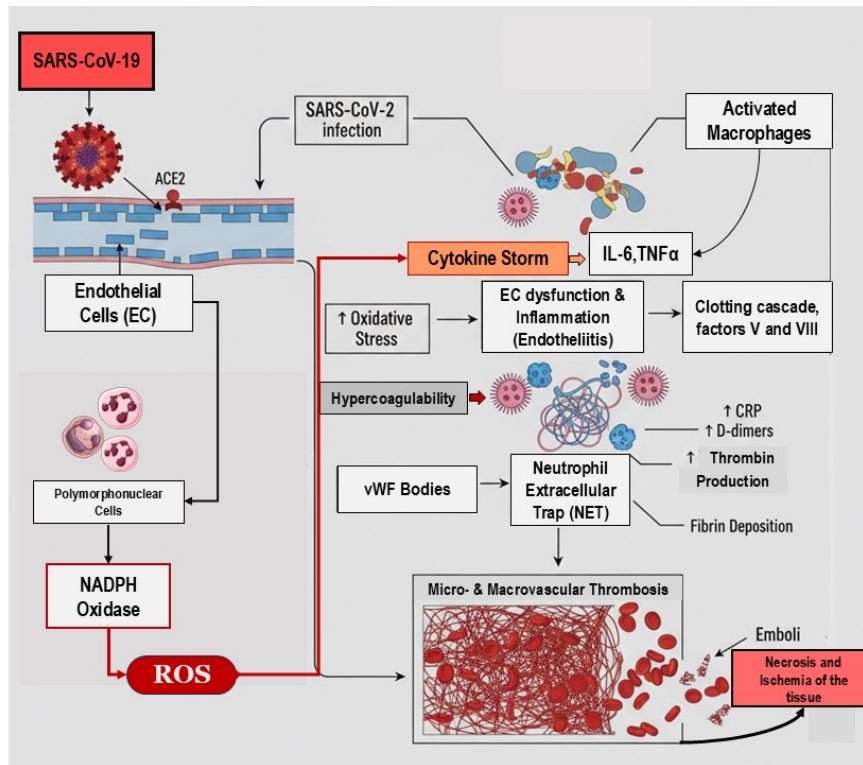 SARS-CoV-19
SARS-CoV-2
infection
Activated
Macrophages
ACE2
Cytokine Storm
IL-6,TNFα
Endothelial
Cells (EC)
↑ Oxidative
Stress
EC dysfunction &
Inflammation
(Endotheliitis)
Clotting cascade,
factors V and VIII
Hypercoagulability
↑ CRP
↑ D-dimers
↑ Thrombin
Production
Polymorphonuclear
Cells
vWF Bodies
Neutrophil
Extracellular
Trap (NET)
Fibrin Deposition
NADPH
Oxidase
Micro- & Macrovascular Thrombosis
Emboli
ROS
Necrosis and
Ischemia of the
tissue